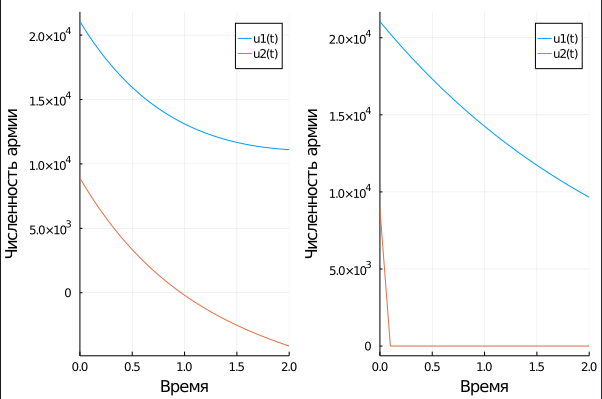 2.0×10⁴
1.5×10⁴
1.0×10⁴
5.0×10³
0
Численность армии
u1(t)
u2(t)
0.0 0.5 1.0 1.5 2.0
Время
2.0×10⁴
1.5×10⁴
1.0×10⁴
5.0×10³
0
Численность армии
u1(t)
u2(t)
0.0 0.5 1.0 1.5 2.0
Время